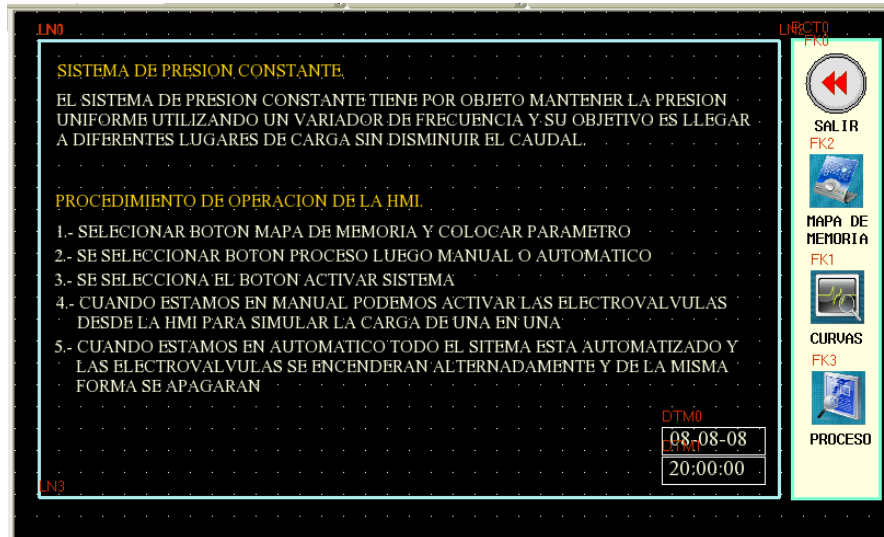 LN0
LN2
RCT0
FK0
SISTEMA DE PRESION CONSTANTE.
EL SISTEMA DE PRESION CONSTANTE TIENE POR OBJETO MANTENER LA PRESION
UNIFORME UTILIZANDO UN VARIADOR DE FRECUENCIA Y SU OBJETIVO ES LLEGAR
A DIFERENTES LUGARES DE CARGA SIN DISMINUIR EL CAUDAL.
PROCEDIMIENTO DE OPERACION DE LA HMI.
1.- SELECIONAR BOTON MAPA DE MEMORIA Y COLOCAR PARAMETRO
2.- SE SELECCIONAR BOTON PROCESO LUEGO MANUAL O AUTOMATICO
3.- SE SELECCIONA EL BOTON ACTIVAR SISTEMA
4.- CUANDO ESTAMOS EN MANUAL PODEMOS ACTIVAR LAS ELECTROVALVULAS
DESDE LA HMI PARA SIMULAR LA CARGA DE UNA EN UNA
5.- CUANDO ESTAMOS EN AUTOMATICO TODO EL SITEMA ESTA AUTOMATIZADO Y
LAS ELECTROVALVULAS SE ENCENDERAN ALTERNADAMENTE Y DE LA MISMA
FORMA SE APAGARAN
DTM0
08-08-08
DTM1
20:00:00
LN3
SALIR
FK2
MAPA DE
MEMORIA
FK1
CURVAS
FK3
PROCESO